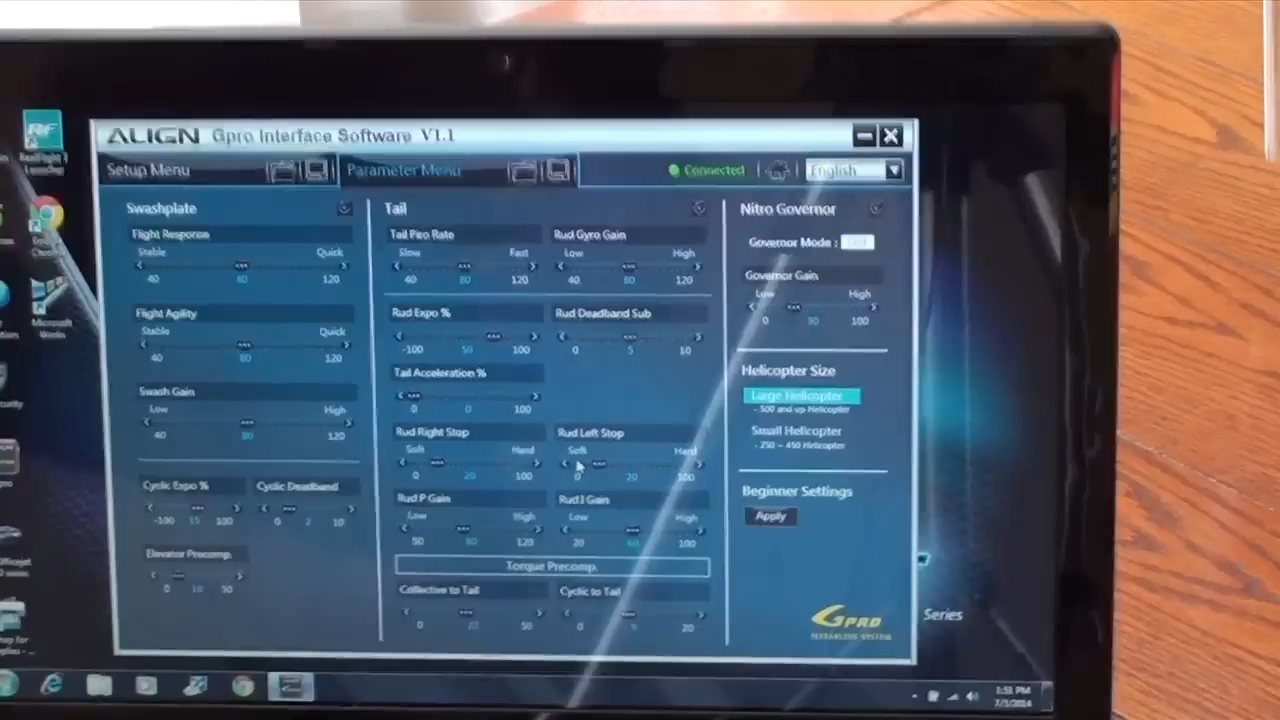 ALIGN Gpro Interface Software V1.1
Setup Menu Parameter Menu Connected English
Swashplate
Flight Response
Stable Quick
40 80 120
Flight Agility
Stable Quick
40 80 120
Swash Gain
Low High
40 80 120
Cyclic Expo % Cyclic Deadband
-100 15 100 0 2 10
Elevator Precomp.
0 10 50
Tail
Tail Piro Rate Rud Gyro Gain
Slow Fast Low High
40 80 120 40 80 120
Rud Expo % Rud Deadband Sub
-100 50 100 0 5 10
Tail Acceleration %
0 0 100
Rud Right Stop Rud Left Stop
Soft Hard Soft Hard
0 20 100 0 20 100
Rud P Gain Rud I Gain
Low High Low High
50 80 120 20 60 100
Torque Precomp.
Collective to Tail Cyclic to Tail
0 50 0 20
Nitro Governor
Governor Mode :
Governor Gain
Low High
0 30 100
Helicopter Size
Large Helicopter
- 500 and up Helicopter
Small Helicopter
- 250 ~ 450 Helicopter
Beginner Settings
Apply
GPRO
Series
RF
Microsoft
1:51 PM